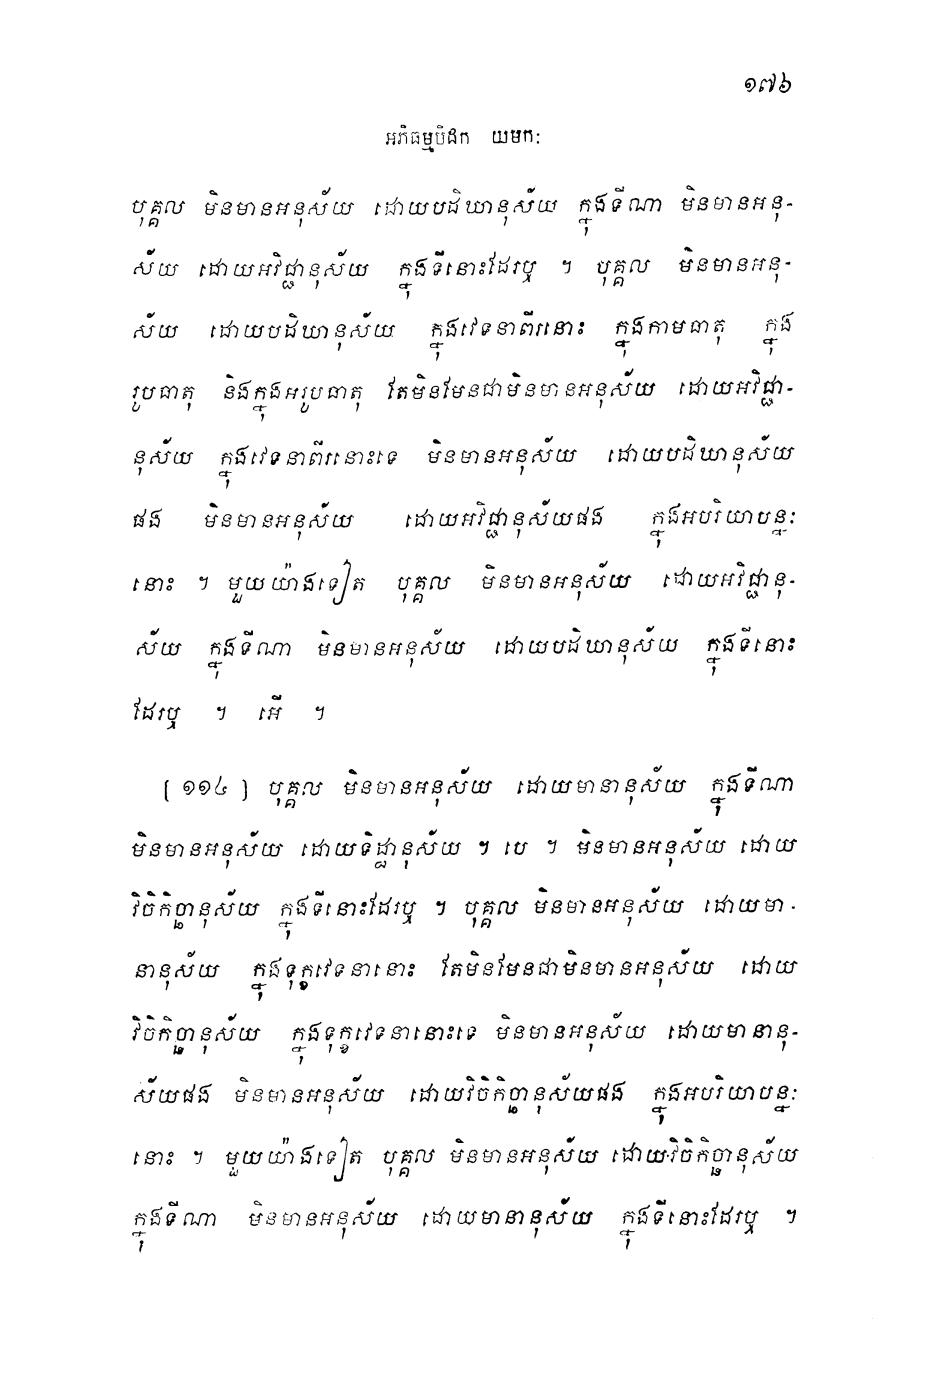 ១៧៦
អភិធម្មបិដក យមក:
បុគ្គល មិនមានអនុស័យ ដោយបដិឃានុស័យ ក្នុងទីណា មិនមានអនុ-
ស័យ ដោយអវិជ្ជានុស័យ ក្នុងទីនោះដែរឬ ។ បុគ្គល មិនមានអនុ-
ស័យ ដោយបដិឃានុស័យ ក្នុងវេទនាពីរនោះ ក្នុងកាមធាតុ ក្នុង
រូបធាតុ និងក្នុងអរូបធាតុ តែមិនមែនជាមិនមានអនុស័យ ដោយអវិជ្ជា-
នុស័យ ក្នុងវេទនាពីរនោះទេ មិនមានអនុស័យ ដោយបដិឃានុស័យ
ផង មិនមានអនុស័យ ដោយអវិជ្ជានុស័យផង ក្នុងអបរិយាបន្នៈ
នោះ ។ មួយយ៉ាងទៀត បុគ្គល មិនមានអនុស័យ ដោយអវិជ្ជានុ-
ស័យ ក្នុងទីណា មិនមានអនុស័យ ដោយបដិឃានុស័យ ក្នុងទីនោះ
ដែរឬ ។ អើ ។
[ ១១៤ ] បុគ្គល មិនមានអនុស័យ ដោយមានានុស័យ ក្នុងទីណា
មិនមានអនុស័យ ដោយទិដ្ឋានុស័យ ។ បេ ។ មិនមានអនុស័យ ដោយ
វិចិកិច្ឆានុស័យ ក្នុងទីនោះដែរឬ ។ បុគ្គល មិនមានអនុស័យ ដោយមា-
នានុស័យ ក្នុងទុក្ខវេទនានោះ តែមិនមែនជាមិនមានអនុស័យ ដោយ
វិចិកិច្ឆានុស័យ ក្នុងទុក្ខវេទនានោះទេ មិនមានអនុស័យ ដោយមានានុ-
ស័យផង មិនមានអនុស័យ ដោយវិចិកិច្ឆានុស័យផង ក្នុងអបរិយាបន្នៈ
នោះ ។ មួយយ៉ាងទៀត បុគ្គល មិនមានអនុស័យ ដោយវិចិកិច្ឆានុស័យ
ក្នុងទីណា មិនមានអនុស័យ ដោយមានានុស័យ ក្នុងទីនោះដែរឬ ។